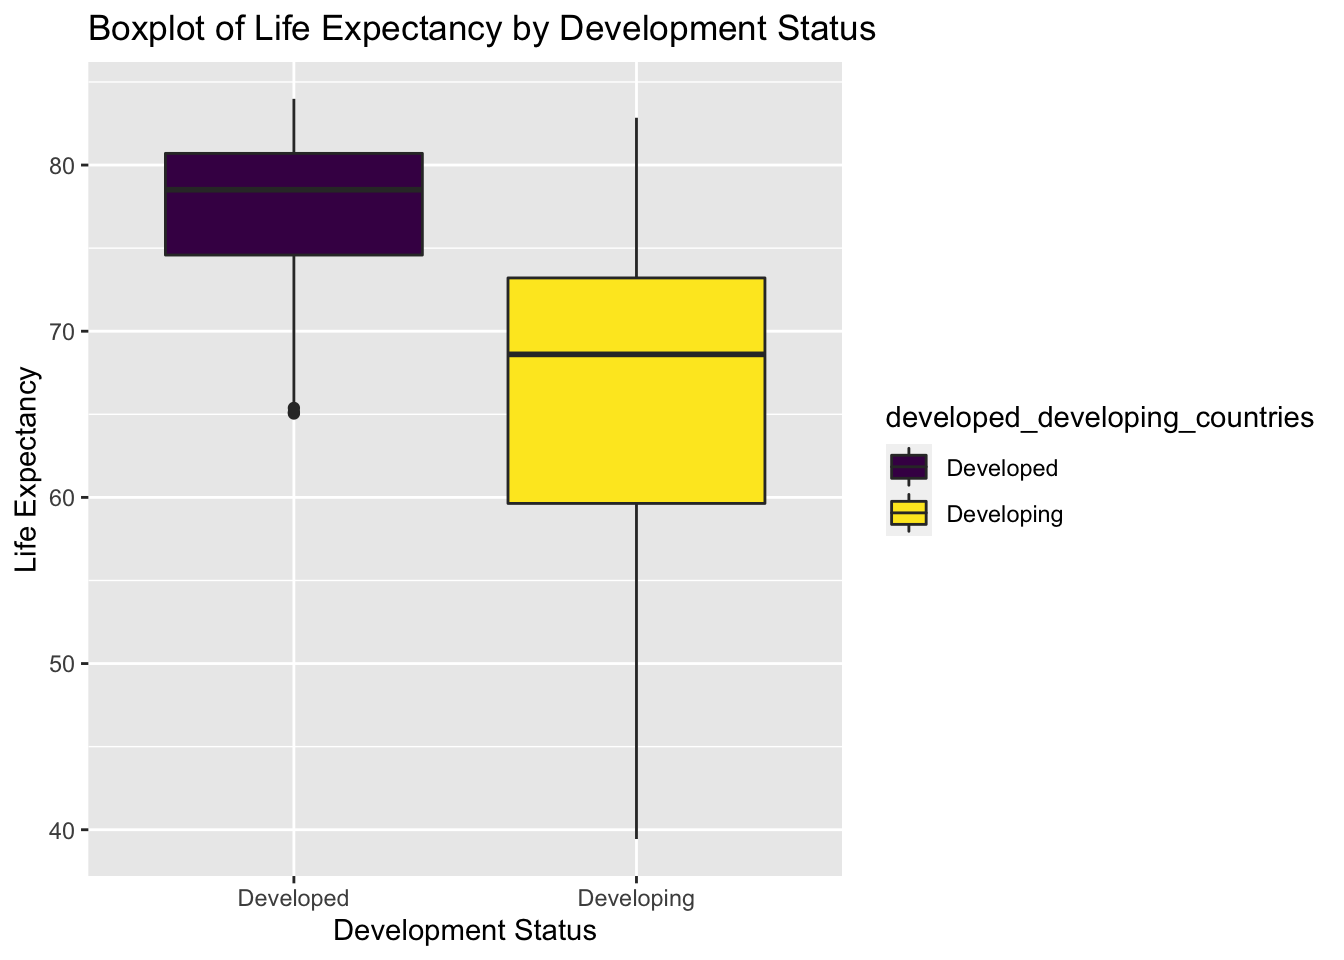 Boxplot of Life Expectancy by Development Status
80
70
60
50
40
Life Expectancy
Developed
Developing
Development Status
developed_developing_countries
Developed
Developing